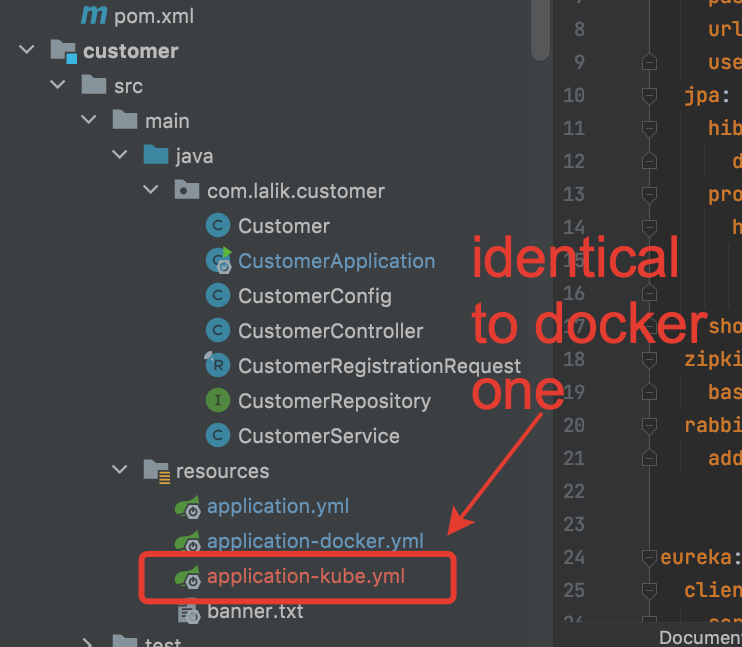 pom.xml
customer
src
main
java
com.lalik.customer
Customer
CustomerApplication
CustomerConfig
CustomerController
CustomerRegistrationRequest
CustomerRepository
CustomerService
resources
application.yml
application-docker.yml
application-kube.yml
banner.txt
test
identical
to docker
one
8 url
9 use
10 jpa:
11 hib
12 d
13 pro
14 h
15
16
17 sho
18 zipki
19 bas
20 rabbi
21 add
22
23
24 eureka:
25 clien
Document